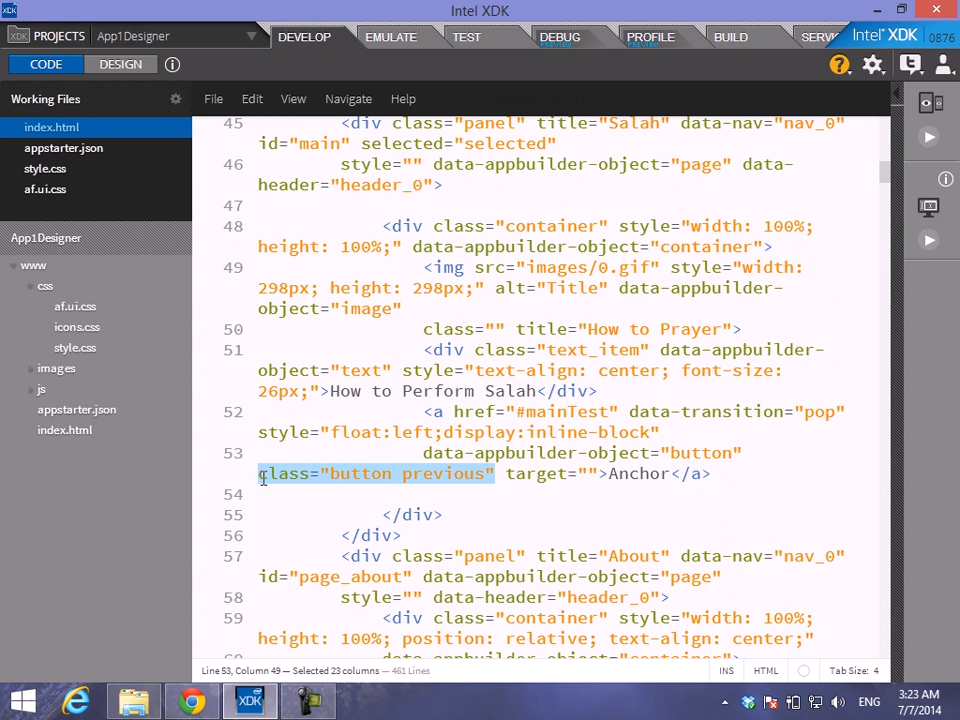 Intel XDK
PROJECTS App1Designer DEVELOP EMULATE TEST DEBUG PREVIEW PROFILE PREVIEW BUILD Intel® XDK 0876
CODE DESIGN
Working Files File Edit View Navigate Help
index.html
appstarter.json
style.css
af.ui.css
App1Designer
www
css
af.ui.css
icons.css
style.css
images
js
appstarter.json
index.html
45 <div class="panel" title="Salah" data-nav="nav_0"
id="main" selected="selected"
46 style="" data-appbuilder-object="page" data-
header="header_0">
47
48 <div class="container" style="width: 100%;
height: 100%;" data-appbuilder-object="container">
49 <img src="images/0.gif" style="width:
298px; height: 298px;" alt="Title" data-appbuilder-
object="image"
50 class="" title="How to Prayer">
51 <div class="text_item" data-appbuilder-
object="text" style="text-align: center; font-size:
26px;">How to Perform Salah</div>
52 <a href="#mainTest" data-transition="pop"
style="float:left;display:inline-block"
53 data-appbuilder-object="button"
class="button previous" target="">Anchor</a>
54
55 </div>
56 </div>
57 <div class="panel" title="About" data-nav="nav_0"
id="page_about" data-appbuilder-object="page"
58 style="" data-header="header_0">
59 <div class="container" style="width: 100%;
height: 100%; position: relative; text-align: center;"
Line 53, Column 49 — Selected 23 columns — 461 Lines INS HTML Tab Size: 4
XDK ENG 3:23 AM
7/7/2014